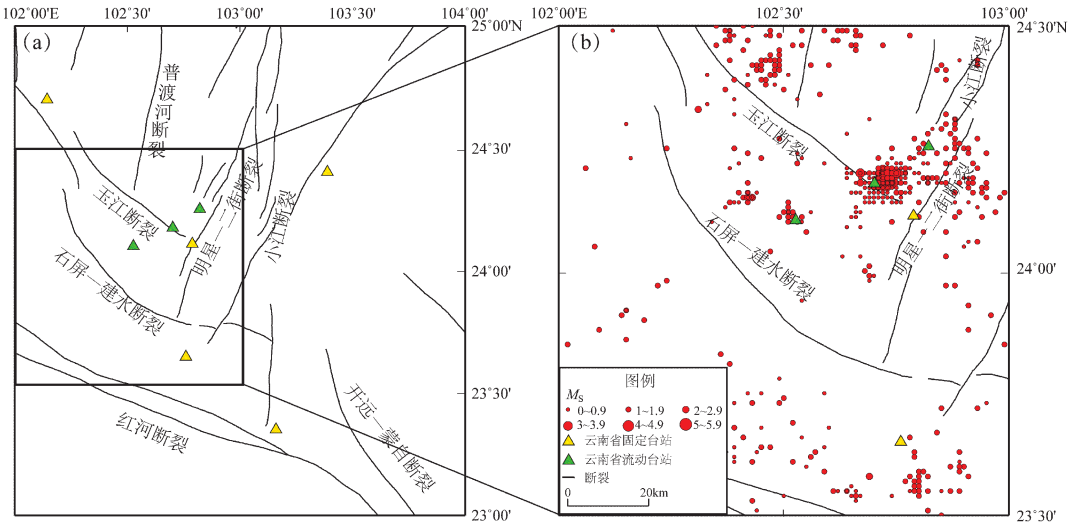 102°00′
102°30′
103°00′
103°30′
104°00′
25°00′N
24°30′
24°00′
23°30′
23°00′
(a)
普渡河断裂
玉江断裂
明星—二街断裂
小江断裂
石屏—建水断裂
红河断裂
开远—蒙自断裂
102°00′E
102°30′
103°00′
24°30′N
24°00′
23°30′
(b)
小江断裂
玉江断裂
明星—二街断裂
石屏—建水断裂
图例
MS
0~0.9 1~1.9 2~2.9
3~3.9 4~4.9 5~5.9
云南省固定台站
云南省流动台站
断裂
0 20km